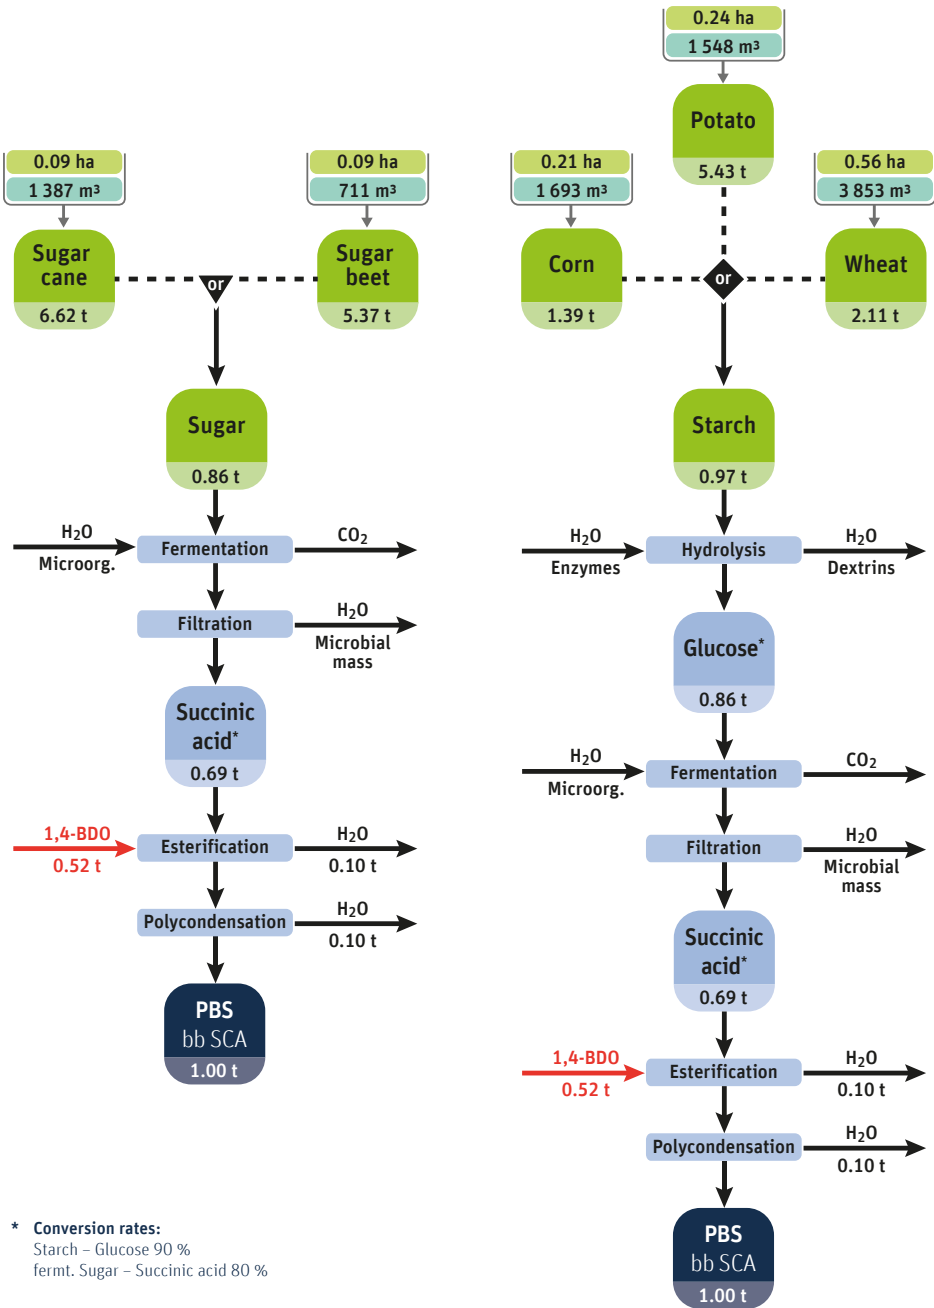 0.09 ha
1 387 m³
Sugar
cane
6.62 t
or
0.09 ha
711 m³
Sugar
beet
5.37 t
Sugar
0.86 t
H₂O
Microorg.
Fermentation
CO₂
Filtration
H₂O
Microbial
mass
Succinic
acid*
0.69 t
1,4-BDO
0.52 t
Esterification
H₂O
0.10 t
Polycondensation
H₂O
0.10 t
PBS
bb SCA
1.00 t
0.24 ha
1 548 m³
Potato
5.43 t
0.21 ha
1 693 m³
Corn
1.39 t
or
0.56 ha
3 853 m³
Wheat
2.11 t
Starch
0.97 t
H₂O
Enzymes
Hydrolysis
H₂O
Dextrins
Glucose*
0.86 t
H₂O
Microorg.
Fermentation
CO₂
Filtration
H₂O
Microbial
mass
Succinic
acid*
0.69 t
1,4-BDO
0.52 t
Esterification
H₂O
0.10 t
Polycondensation
H₂O
0.10 t
PBS
bb SCA
1.00 t
* Conversion rates:
Starch – Glucose 90 %
fermt. Sugar – Succinic acid 80 %